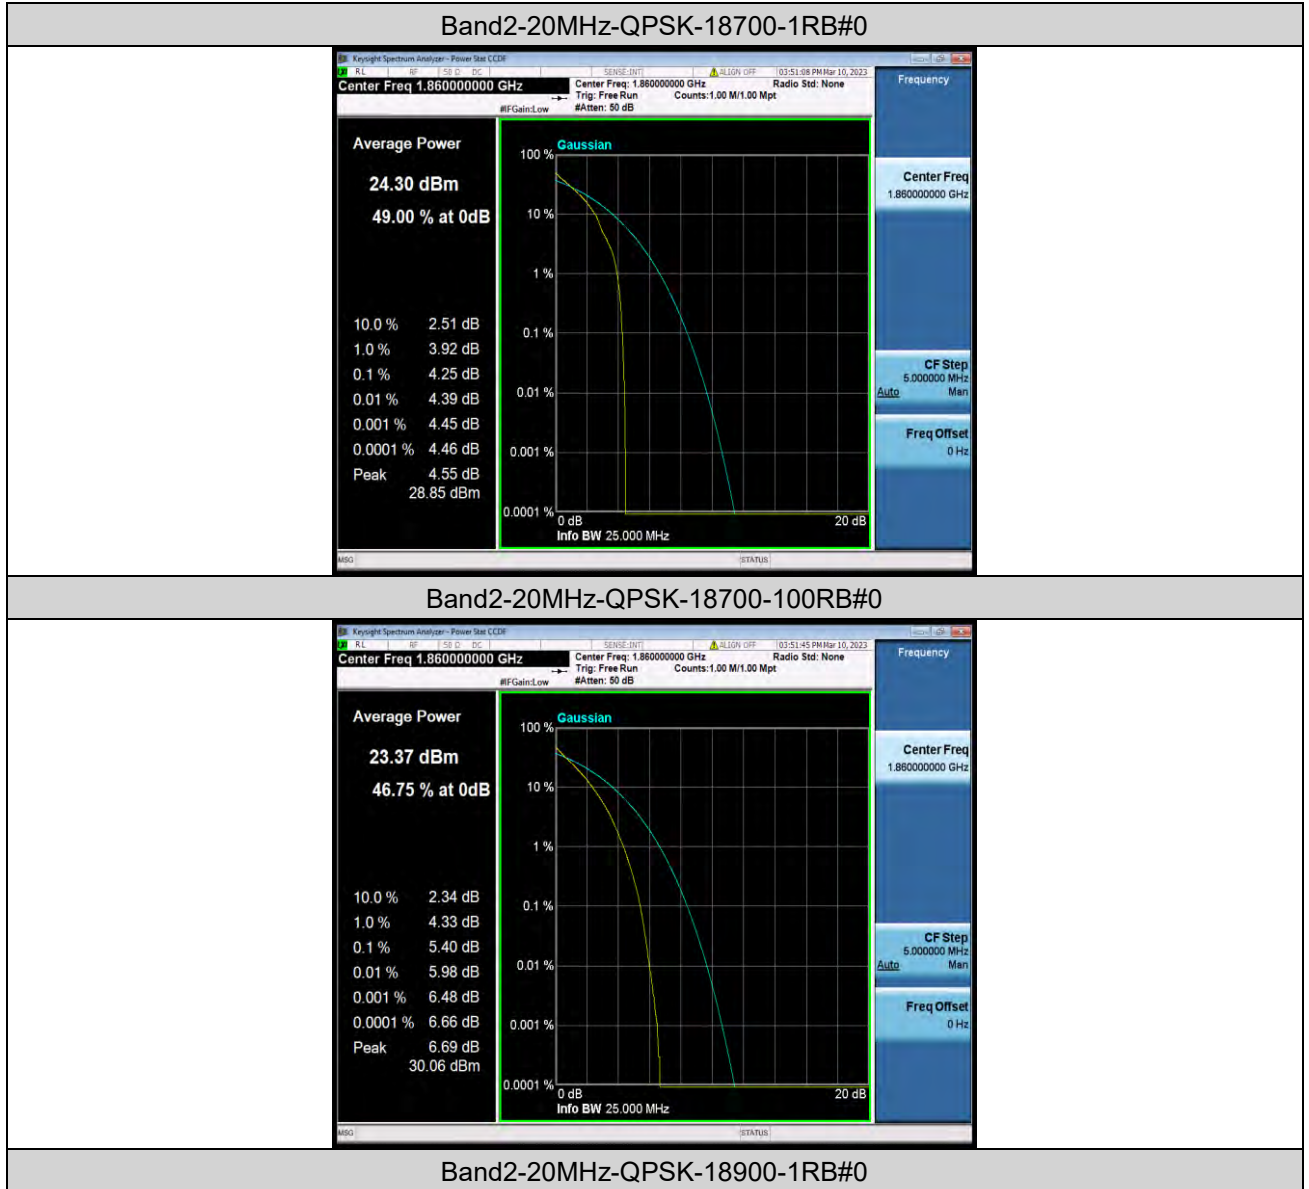 Band2-20MHz-QPSK-18700-1RB#0
Keysight Spectrum Analyzer - Power Stat CCDF
RL RF 50 Ω DC SENSE:INT ALIGN OFF 03:51:08 PM Mar 10, 2023
Center Freq 1.860000000 GHz
Center Freq: 1.860000000 GHz Radio Std: None
Trig: Free Run Counts:1.00 M/1.00 Mpt
#IFGain:Low #Atten: 50 dB
Frequency
Average Power
24.30 dBm
49.00 % at 0dB
10.0 % 2.51 dB
1.0 % 3.92 dB
0.1 % 4.25 dB
0.01 % 4.39 dB
0.001 % 4.45 dB
0.0001 % 4.46 dB
Peak 4.55 dB
28.85 dBm
Gaussian
100 %
10 %
1 %
0.1 %
0.01 %
0.001 %
0.0001 %
0 dB 20 dB
Info BW 25.000 MHz
Center Freq
1.860000000 GHz
CF Step
5.000000 MHz
Auto Man
Freq Offset
0 Hz
MSG STATUS
Band2-20MHz-QPSK-18700-100RB#0
Keysight Spectrum Analyzer - Power Stat CCDF
RL RF 50 Ω DC SENSE:INT ALIGN OFF 03:51:45 PM Mar 10, 2023
Center Freq 1.860000000 GHz
Center Freq: 1.860000000 GHz Radio Std: None
Trig: Free Run Counts:1.00 M/1.00 Mpt
#IFGain:Low #Atten: 50 dB
Frequency
Average Power
23.37 dBm
46.75 % at 0dB
10.0 % 2.34 dB
1.0 % 4.33 dB
0.1 % 5.40 dB
0.01 % 5.98 dB
0.001 % 6.48 dB
0.0001 % 6.66 dB
Peak 6.69 dB
30.06 dBm
Gaussian
100 %
10 %
1 %
0.1 %
0.01 %
0.001 %
0.0001 %
0 dB 20 dB
Info BW 25.000 MHz
Center Freq
1.860000000 GHz
CF Step
5.000000 MHz
Auto Man
Freq Offset
0 Hz
MSG STATUS
Band2-20MHz-QPSK-18900-1RB#0